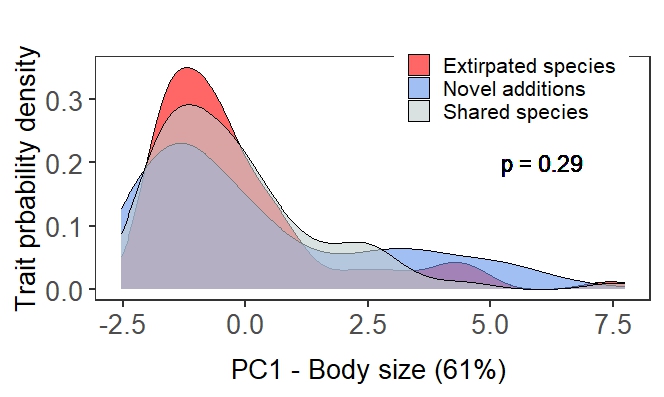 Extirpated species
Novel additions
Shared species
p = 0.29
Trait prbability density
0.3
0.2
0.1
0.0
-2.5 0.0 2.5 5.0 7.5
PC1 - Body size (61%)